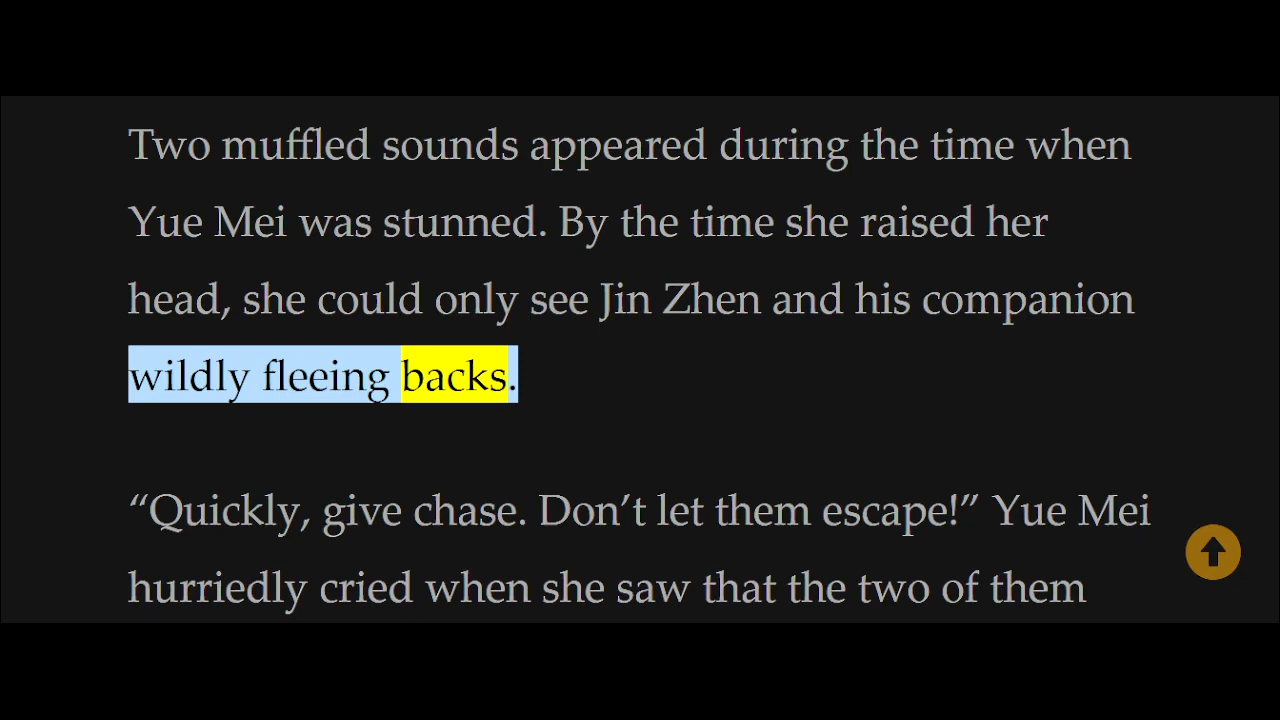 Two muffled sounds appeared during the time when
Yue Mei was stunned. By the time she raised her
head, she could only see Jin Zhen and his companion
wildly fleeing backs.
“Quickly, give chase. Don’t let them escape!” Yue Mei
hurriedly cried when she saw that the two of them